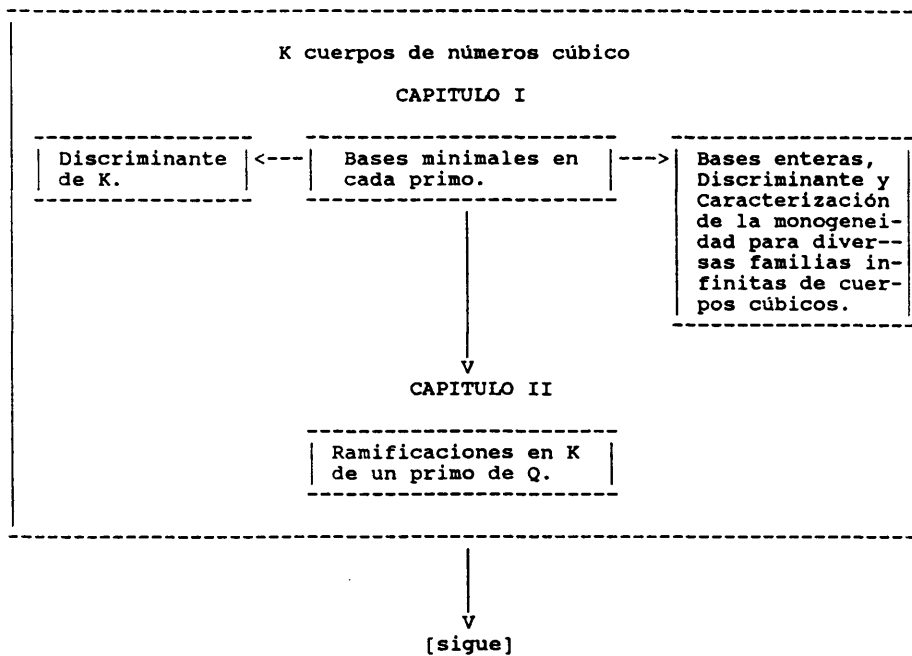 K cuerpos de números cúbico
CAPITULO I
Discriminante
de K.
<---
Bases minimales en
cada primo.
--->
Bases enteras,
Discriminante y
Caracterización
de la monogenei-
dad para diver--
sas familias in-
finitas de cuer-
pos cúbicos.
V
CAPITULO II
Ramificaciones en K
de un primo de Q.
V
[sigue]